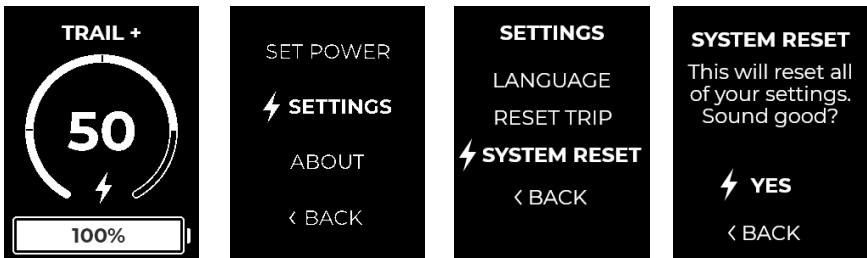 TRAIL +
50
100%
SET POWER
SETTINGS
ABOUT
< BACK
SETTINGS
LANGUAGE
RESET TRIP
SYSTEM RESET
< BACK
SYSTEM RESET
This will reset all
of your settings.
Sound good?
YES
< BACK